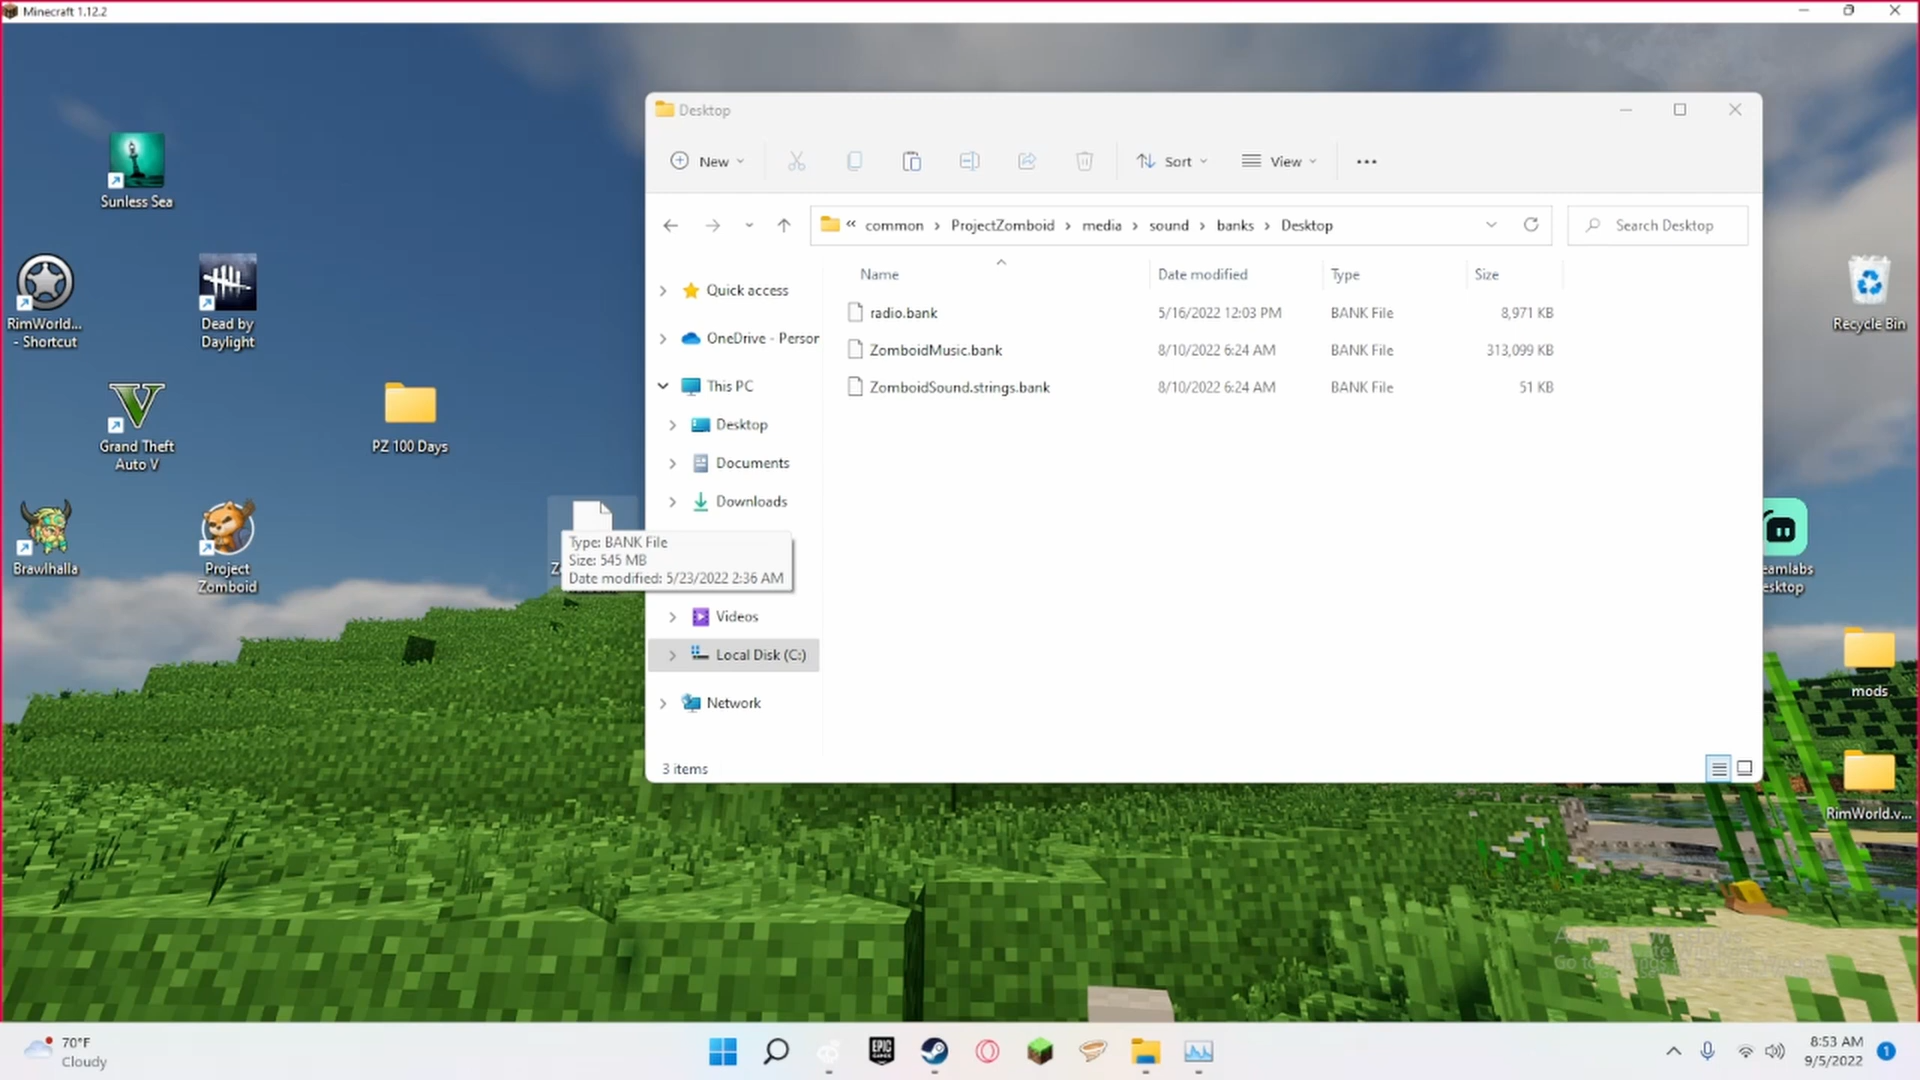 Minecraft 1.12.2
Desktop
New
Sort
View
common
ProjectZomboid
media
sound
banks
Desktop
Search Desktop
Name
Date modified
Type
Size
radio.bank
5/16/2022 12:03 PM
BANK File
8,971 KB
ZomboidMusic.bank
8/10/2022 6:24 AM
BANK File
313,099 KB
ZomboidSound.strings.bank
8/10/2022 6:24 AM
BANK File
51 KB
Quick access
OneDrive - Person
This PC
Desktop
Documents
Downloads
Videos
Local Disk (C:)
Network
3 items
Type: BANK File
Size: 545 MB
Date modified: 5/23/2022 2:36 AM
Sunless Sea
RimWorld...
- Shortcut
Dead by
Daylight
Grand Theft
Auto V
PZ 100 Days
Brawlhalla
Project
Zomboid
Recycle Bin
eamlabs
esktop
mods
RimWorld.v...
70°F
Cloudy
EPIC
GAMES
8:53 AM
9/5/2022
1